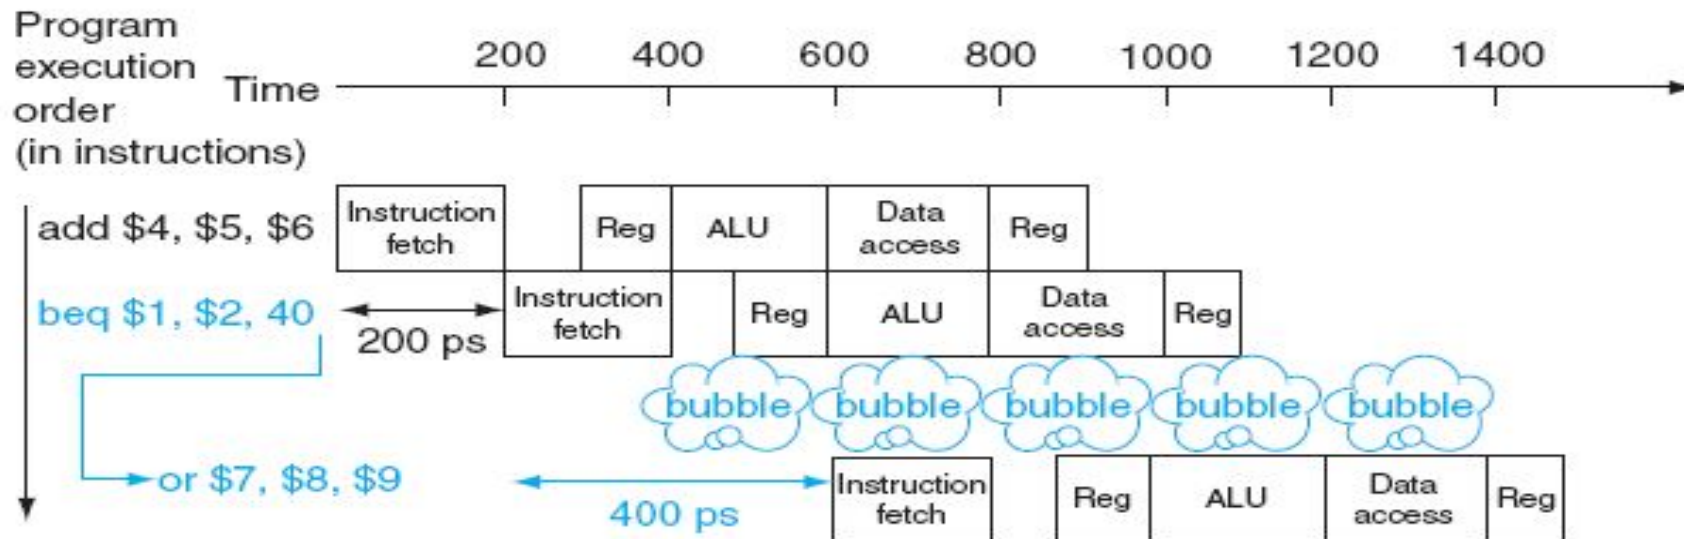 Program
execution
order
(in instructions)
Time
200 400 600 800 1000 1200 1400
add $4, $5, $6
Instruction
fetch
Reg
ALU
Data
access
Reg
beq $1, $2, 40
200 ps
Instruction
fetch
Reg
ALU
Data
access
Reg
bubble bubble bubble bubble bubble
or $7, $8, $9
400 ps
Instruction
fetch
Reg
ALU
Data
access
Reg